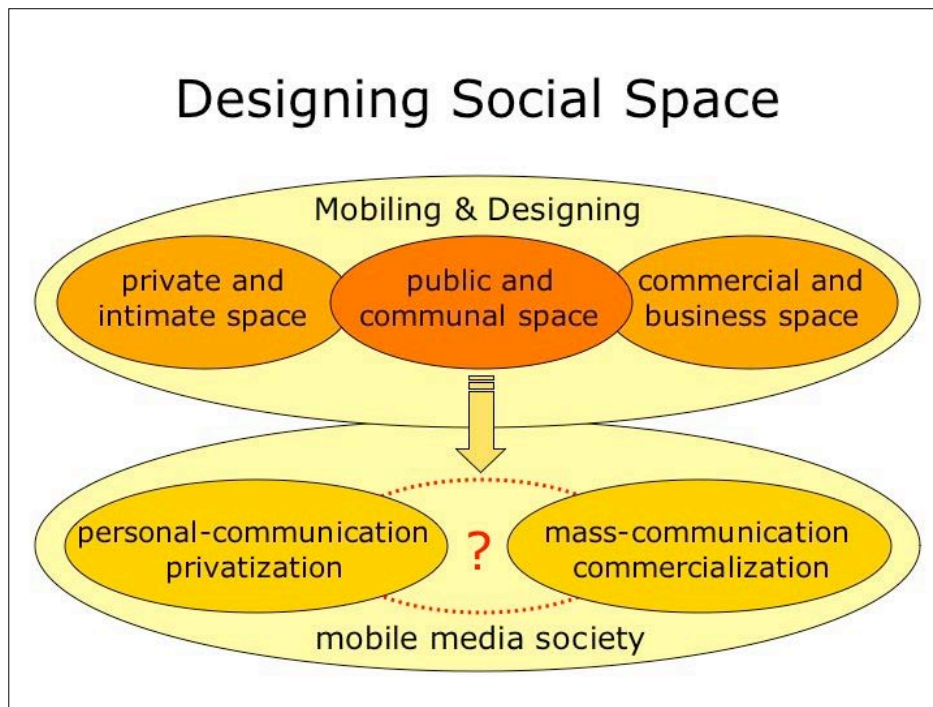 Designing Social Space
Mobiling & Designing
private and
intimate space
public and
communal space
commercial and
business space
personal-communication
privatization
?
mass-communication
commercialization
mobile media society